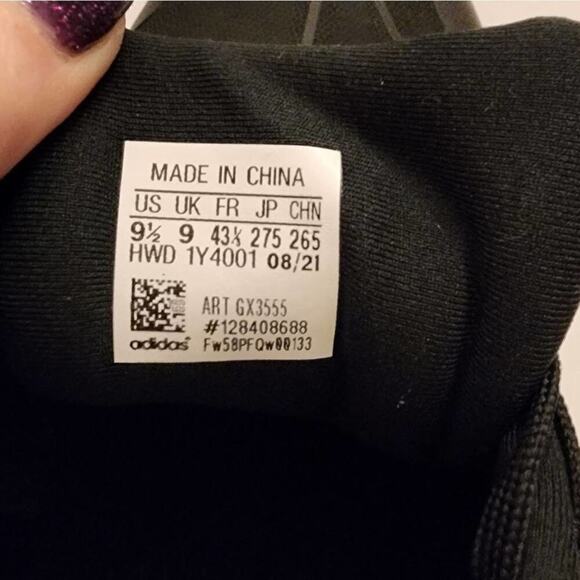 MADE IN CHINA
US UK FR JP CHN
9½ 9 43⅓ 275 265
HWD 1Y4001 08/21
ART GX3555
#128408688
adidas® Fw58PFQw00133